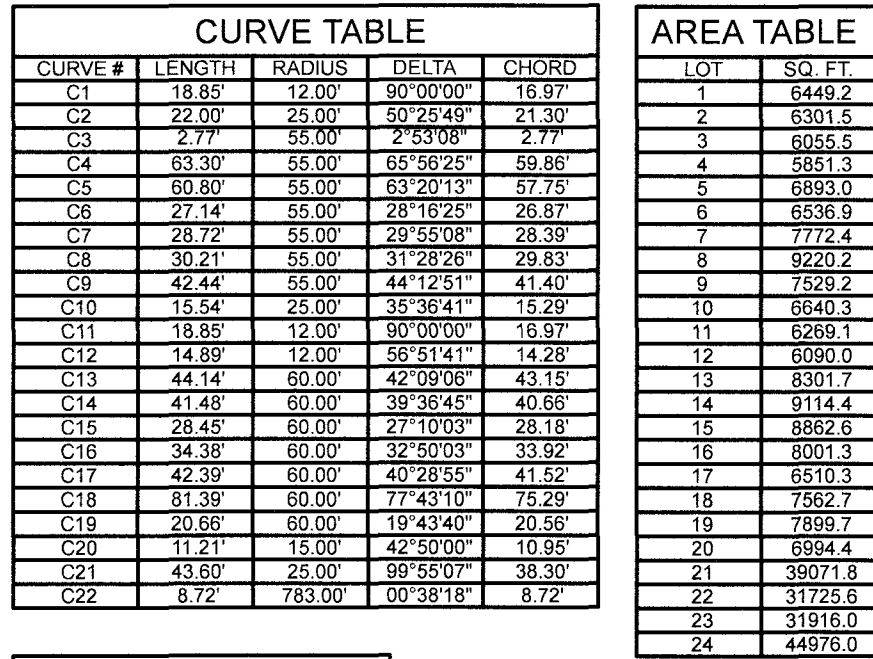 CURVE TABLE
CURVE # LENGTH RADIUS DELTA CHORD
C1 18.85' 12.00' 90°00'00" 16.97'
C2 22.00' 25.00' 50°25'49" 21.30'
C3 2.77' 55.00' 2°53'08" 2.77'
C4 63.30' 55.00' 65°56'25" 59.86'
C5 60.80' 55.00' 63°20'13" 57.75'
C6 27.14' 55.00' 28°16'25" 26.87'
C7 28.72' 55.00' 29°55'08" 28.39'
C8 30.21' 55.00' 31°28'26" 29.83'
C9 42.44' 55.00' 44°12'51" 41.40'
C10 15.54' 25.00' 35°36'41" 15.29'
C11 18.85' 12.00' 90°00'00" 16.97'
C12 14.89' 12.00' 56°51'41" 14.28'
C13 44.14' 60.00' 42°09'06" 43.15'
C14 41.48' 60.00' 39°36'45" 40.66'
C15 28.45' 60.00' 27°10'03" 28.18'
C16 34.38' 60.00' 32°50'03" 33.92'
C17 42.39' 60.00' 40°28'55" 41.52'
C18 81.39' 60.00' 77°43'10" 75.29'
C19 20.66' 60.00' 19°43'40" 20.56'
C20 11.21' 15.00' 42°50'00" 10.95'
C21 43.60' 25.00' 99°55'07" 38.30'
C22 8.72' 783.00' 00°38'18" 8.72'
AREA TABLE
LOT SQ. FT.
1 6449.2
2 6301.5
3 6055.5
4 5851.3
5 6893.0
6 6536.9
7 7772.4
8 9220.2
9 7529.2
10 6640.3
11 6269.1
12 6090.0
13 8301.7
14 9114.4
15 8862.6
16 8001.3
17 6510.3
18 7562.7
19 7899.7
20 6994.4
21 39071.8
22 31725.6
23 31916.0
24 44976.0